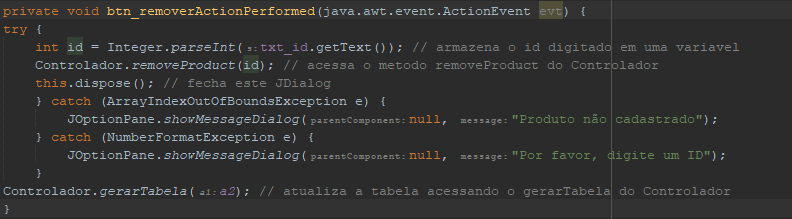 private void btn_removerActionPerformed(java.awt.event.ActionEvent evt) {
try {
int id = Integer.parseInt( s: txt_id.getText()); // armazena o id digitado em uma variavel
Controlador.removeProduct(id); // acessa o metodo removeProduct do Controlador
this.dispose(); // fecha este JDialog
} catch (ArrayIndexOutOfBoundsException e) {
JOptionPane.showMessageDialog( parentComponent: null, message: "Produto não cadastrado");
} catch (NumberFormatException e) {
JOptionPane.showMessageDialog( parentComponent: null, message: "Por favor, digite um ID");
}
Controlador.gerarTabela( a1: a2); // atualiza a tabela acessando o gerarTabela do Controlador
}